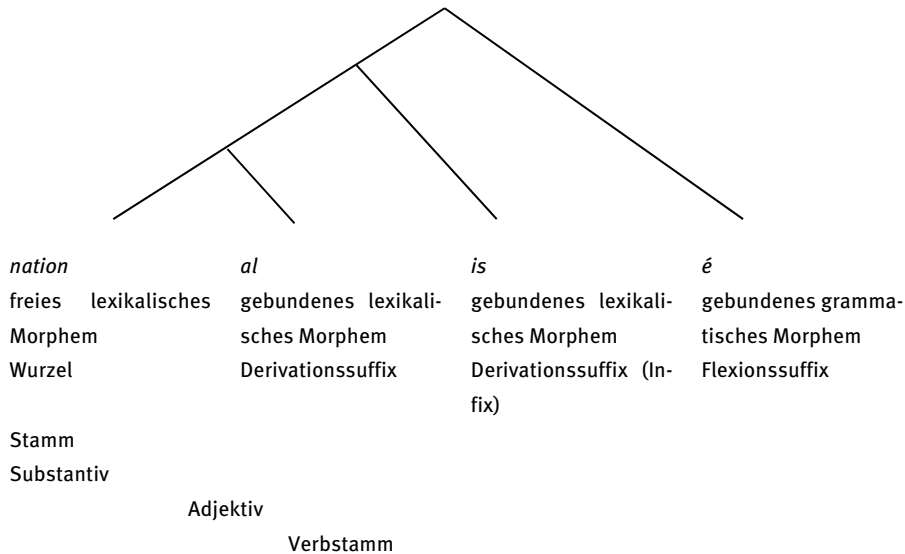 nation al is é
freies lexikalisches gebundenes lexikali- gebundenes lexikali- gebundenes gramma-
Morphem sches Morphem sches Morphem tisches Morphem
Wurzel Derivationssuffix Derivationssuffix (In- Flexionssuffix
fix)
Stamm
Substantiv
Adjektiv
Verbstamm